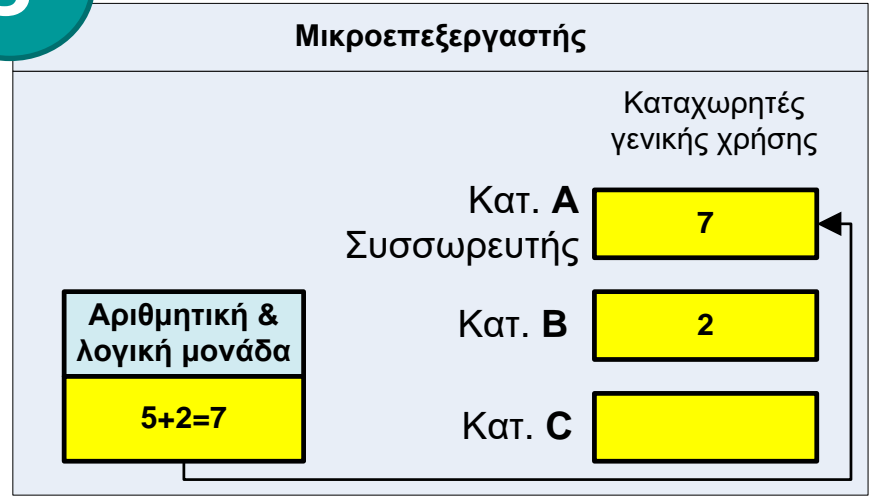 Μικροεπεξεργαστής
Καταχωρητές
γενικής χρήσης
Κατ. A
Συσσωρευτής
7
Αριθμητική &
λογική μονάδα
5+2=7
Κατ. B
2
Κατ. C